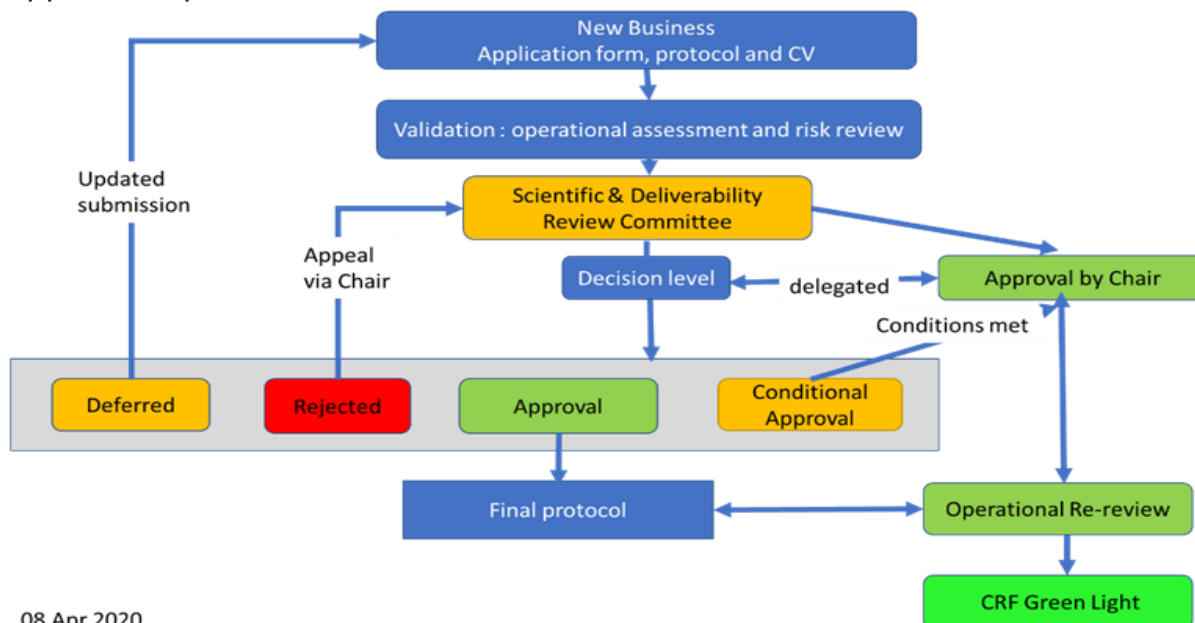 New Business
Application form, protocol and CV
Validation : operational assessment and risk review
Updated
submission
Scientific & Deliverability
Review Committee
Appeal
via Chair
Decision level
delegated
Approval by Chair
Conditions met
Deferred
Rejected
Approval
Conditional
Approval
Final protocol
Operational Re-review
CRF Green Light
08 Apr 2020